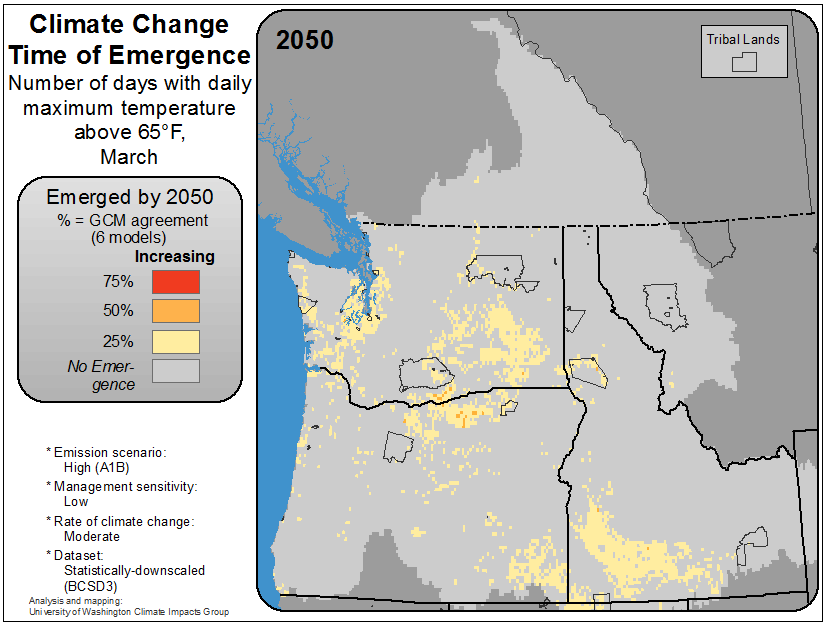 Climate Change
Time of Emergence
Number of days with daily
maximum temperature
above 65°F,
March
Emerged by 2050
% = GCM agreement
(6 models)
Increasing
75%
50%
25%
No Emer-
gence
* Emission scenario:
High (A1B)
* Management sensitivity:
Low
* Rate of climate change:
Moderate
* Dataset:
Statistically-downscaled
(BCSD3)
Analysis and mapping:
University of Washington Climate Impacts Group
2050
Tribal Lands